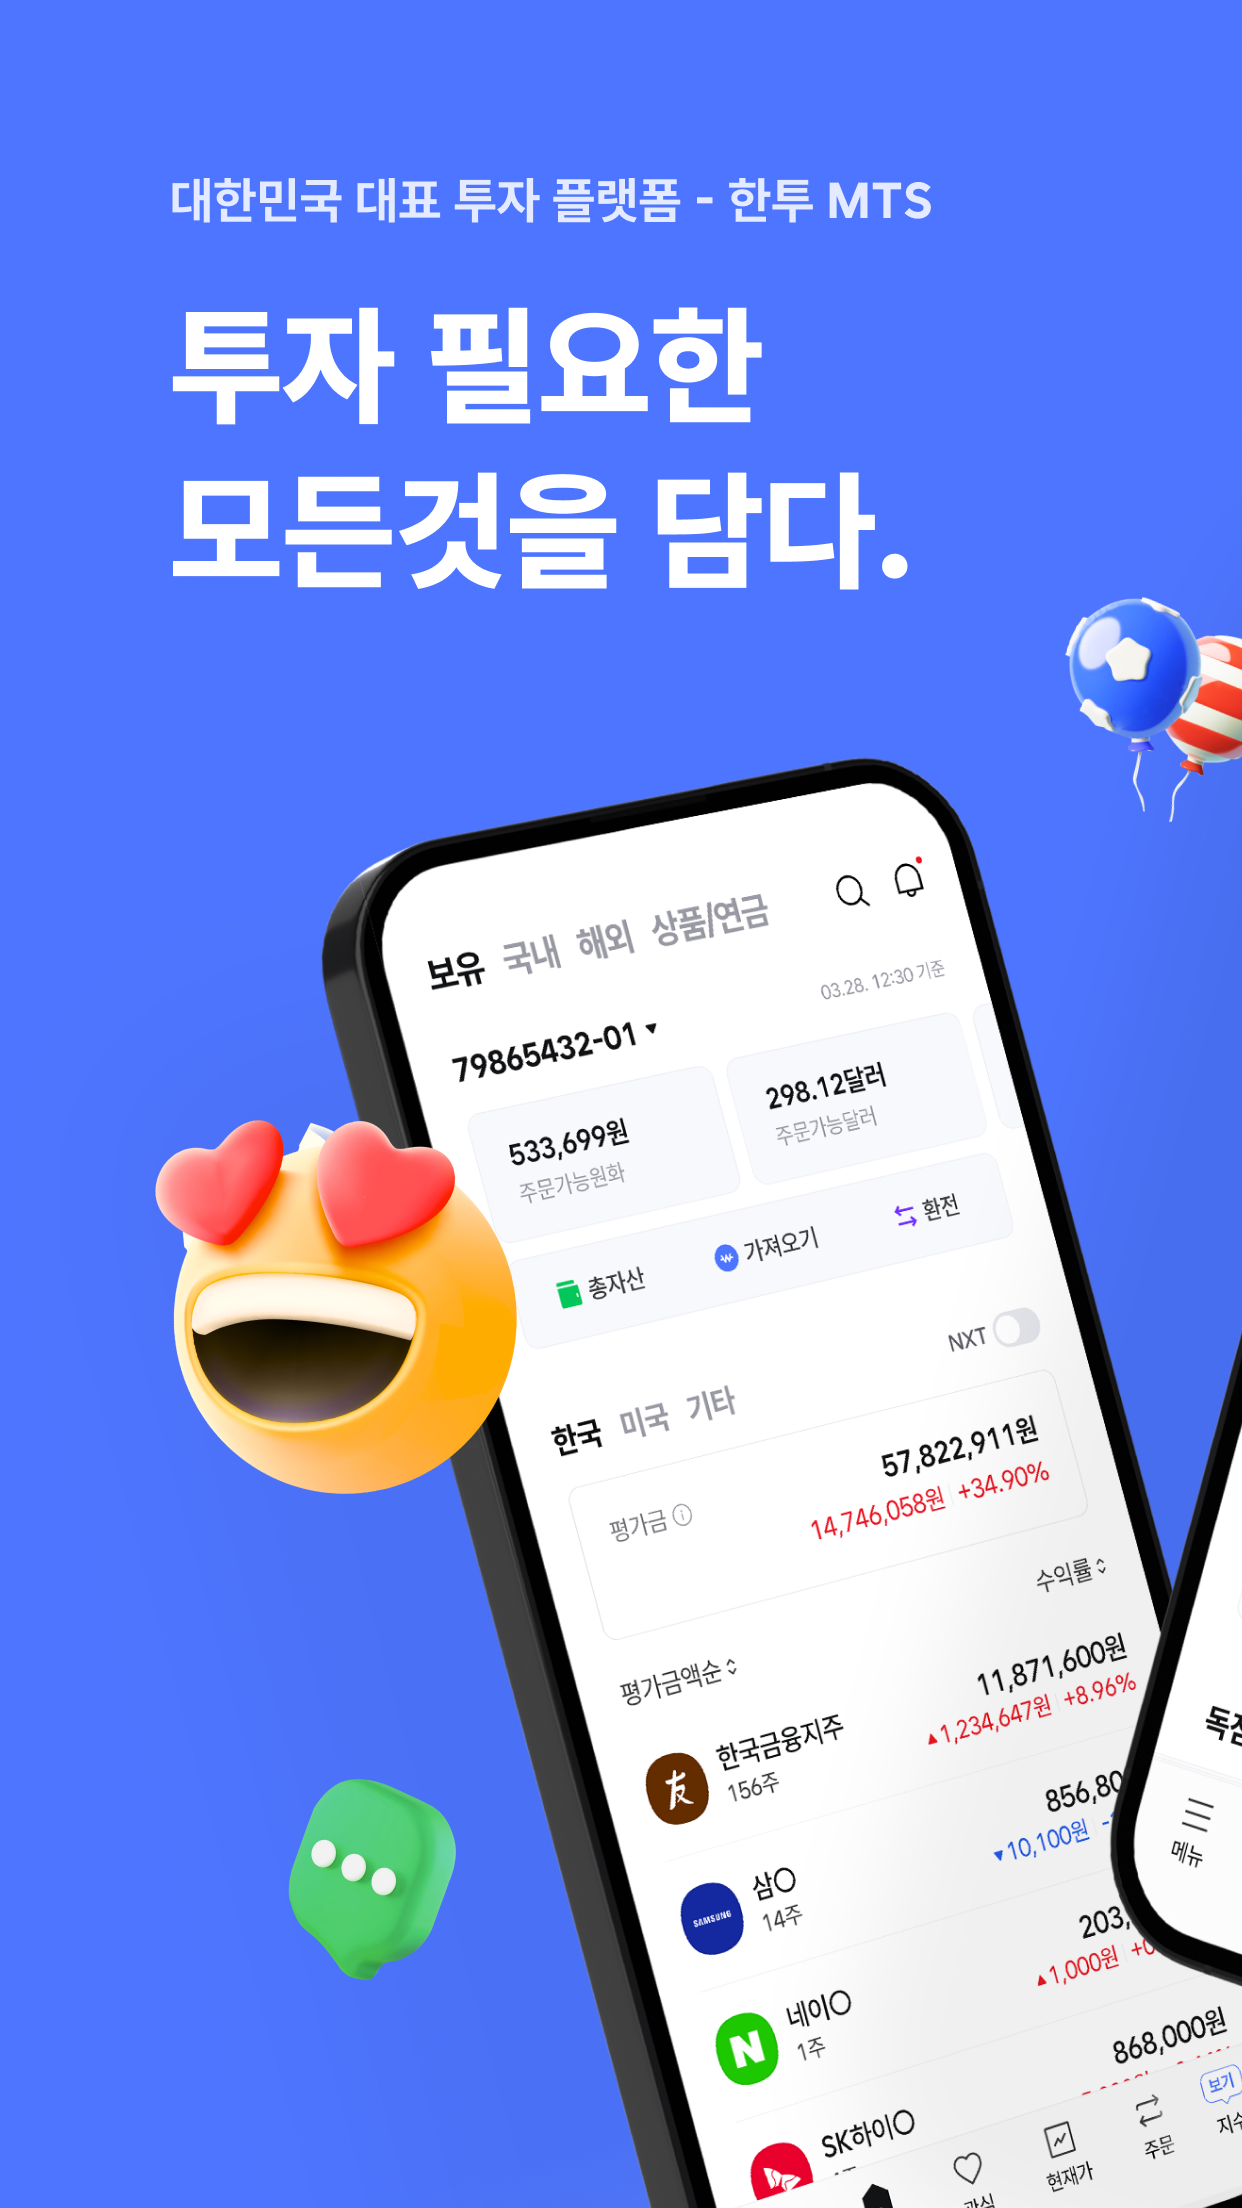 대한민국 대표 투자 플랫폼 - 한투 MTS
투자 필요한
모든것을 담다.
보유 국내 해외 상품/연금
03.28. 12:30 기준
79865432-01
533,699원
주문가능원화
298.12달러
주문가능달러
총자산 가져오기 환전
NXT
한국 미국 기타
평가금
57,822,911원
14,746,058원 +34.90%
수익률
평가금액순
한국금융지주
156주
11,871,600원
▲1,234,647원 +8.96%
友
삼O
14주
856,80
▼10,100원 -
SAMSUNG
네이O
1주
203,
▲1,000원 +0
N
SK하이O
868,000원
관심 현재가 주문 지수
보기
독점
메뉴